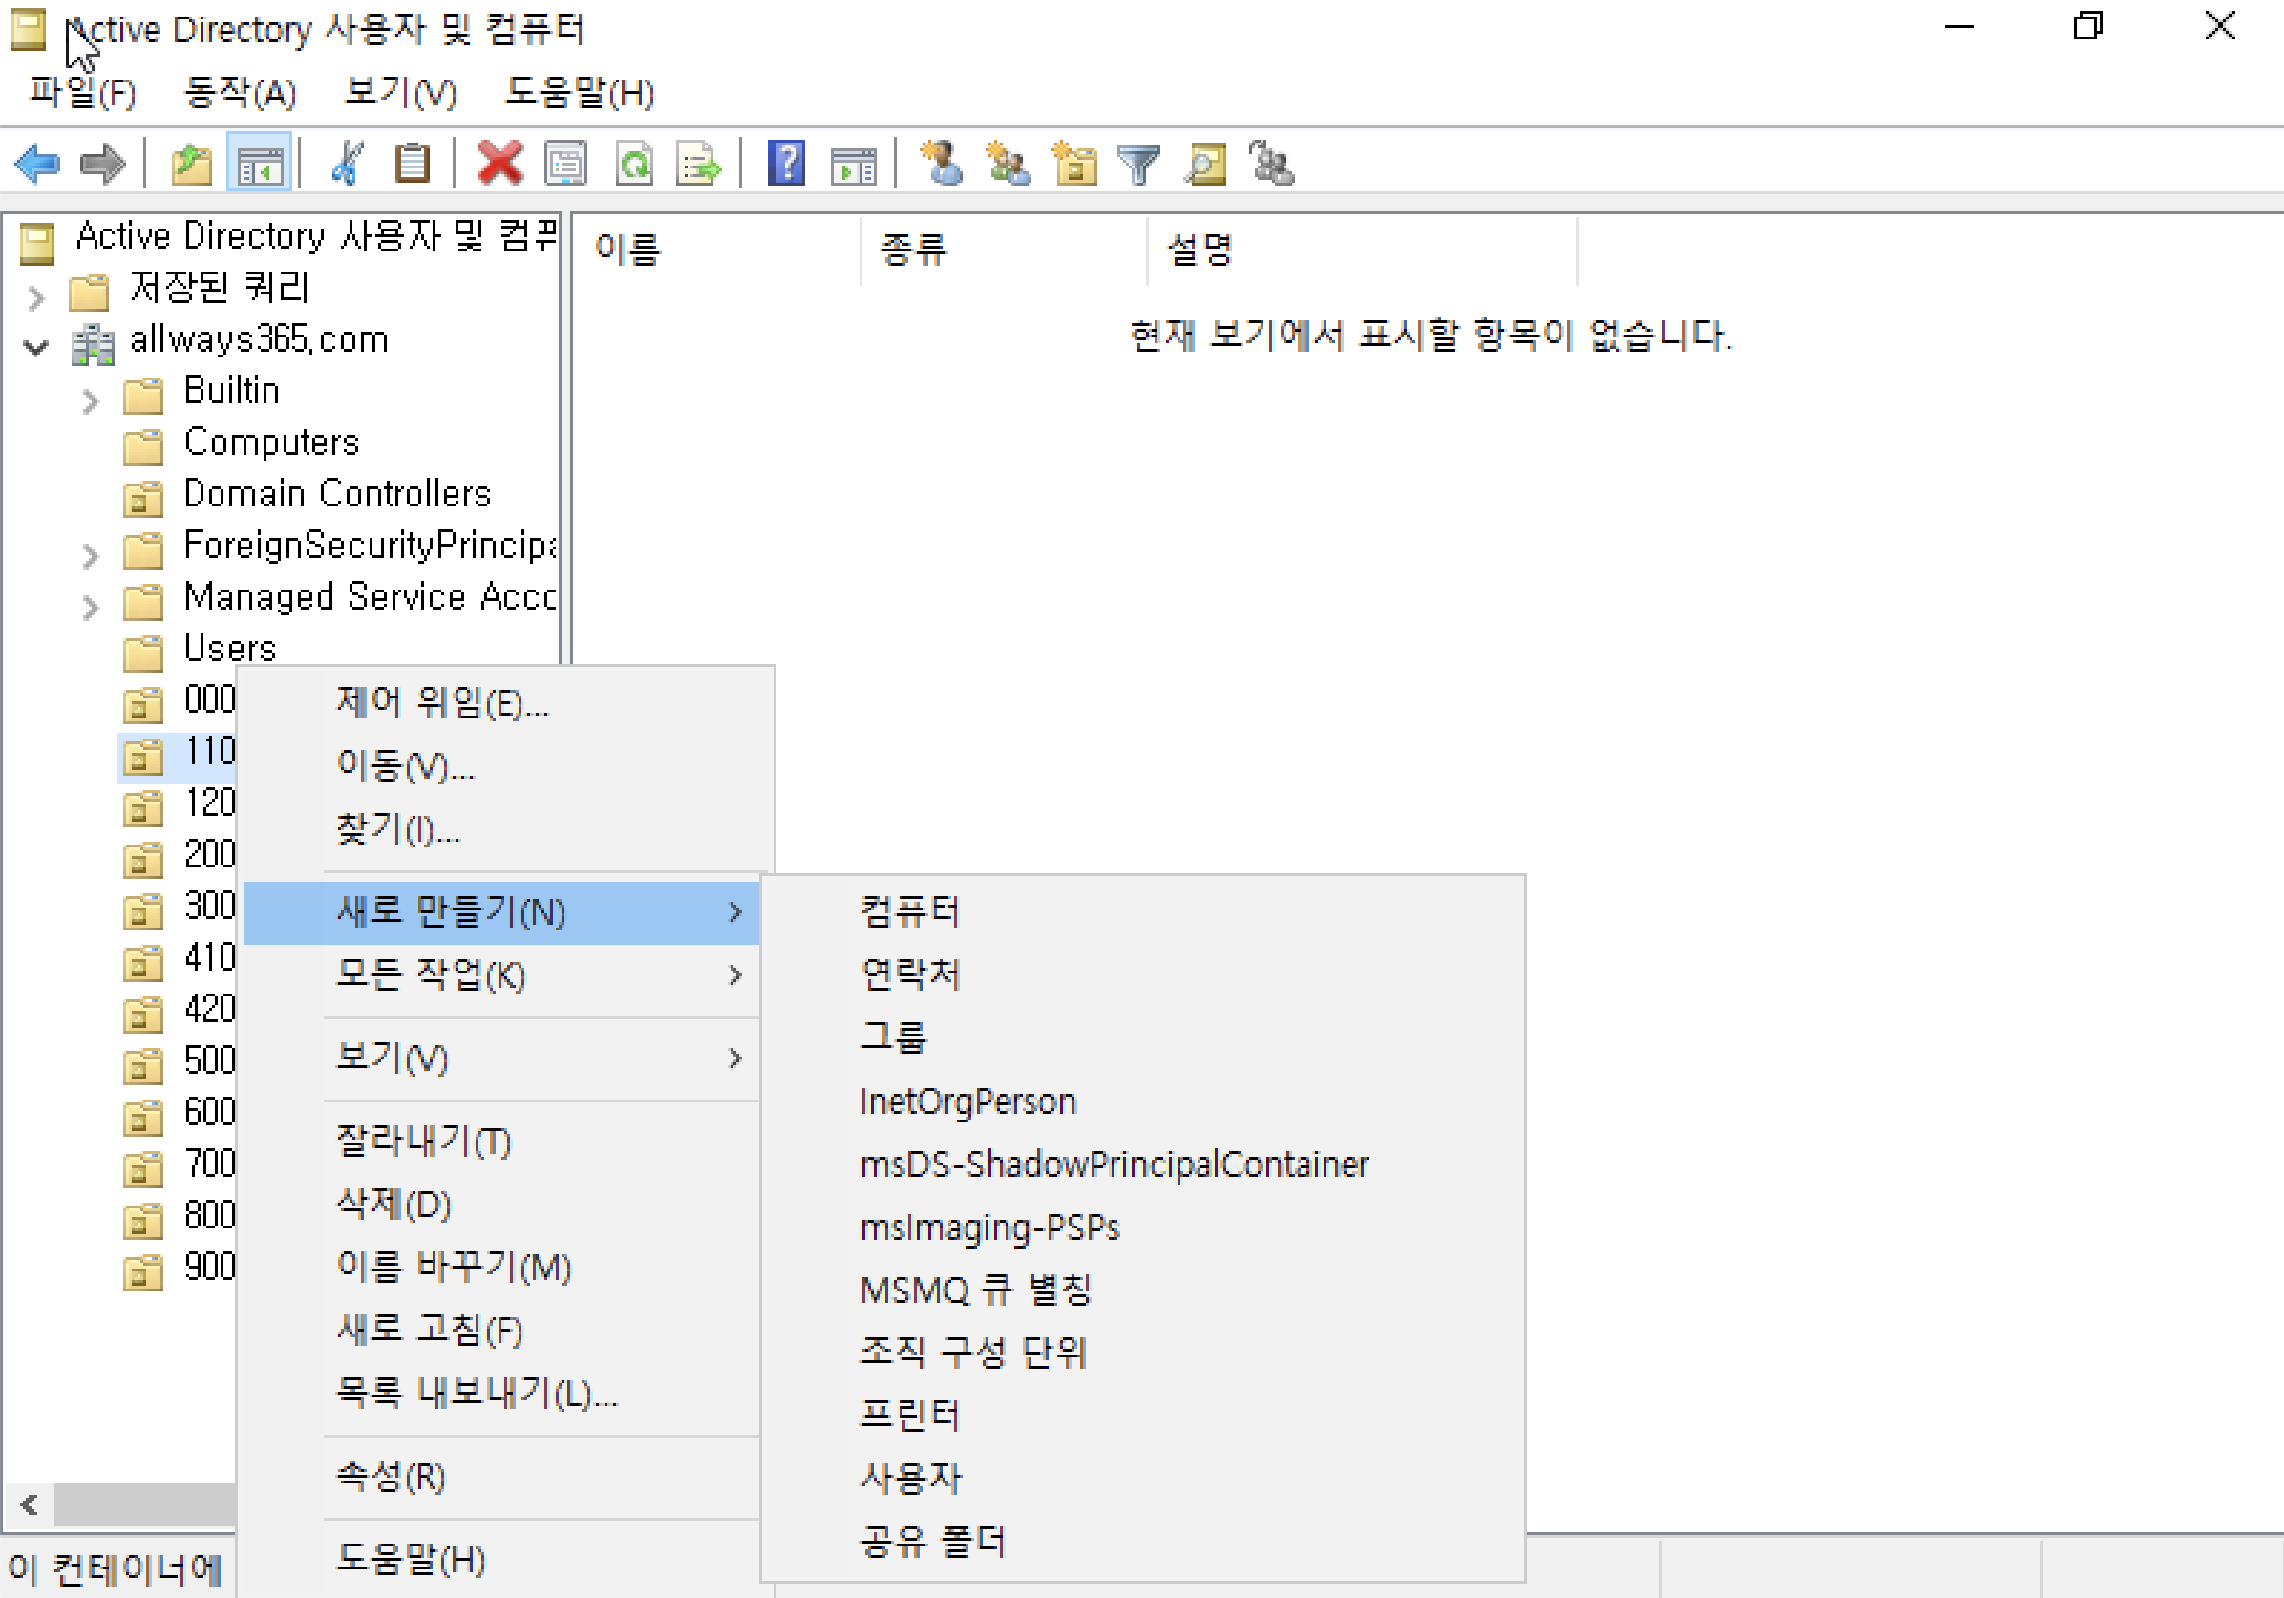 Active Directory 사용자 및 컴퓨터
파일(F) 동작(A) 보기(V) 도움말(H)
Active Directory 사용자 및 컴퓨
이름 종류 설명
저장된 쿼리
현재 보기에서 표시할 항목이 없습니다.
allways365.com
Builtin
Computers
Domain Controllers
ForeignSecurityPrincipa
Managed Service Acco
Users
000
110
120
200
300
410
420
500
600
700
800
900
제어 위임(E)...
이동(V)...
찾기(I)...
새로 만들기(N)
모든 작업(K)
보기(V)
잘라내기(T)
삭제(D)
이름 바꾸기(M)
새로 고침(F)
목록 내보내기(L)...
속성(R)
도움말(H)
컴퓨터
연락처
그룹
InetOrgPerson
msDS-ShadowPrincipalContainer
msImaging-PSPs
MSMQ 큐 별칭
조직 구성 단위
프린터
사용자
공유 폴더
이 컨테이너에